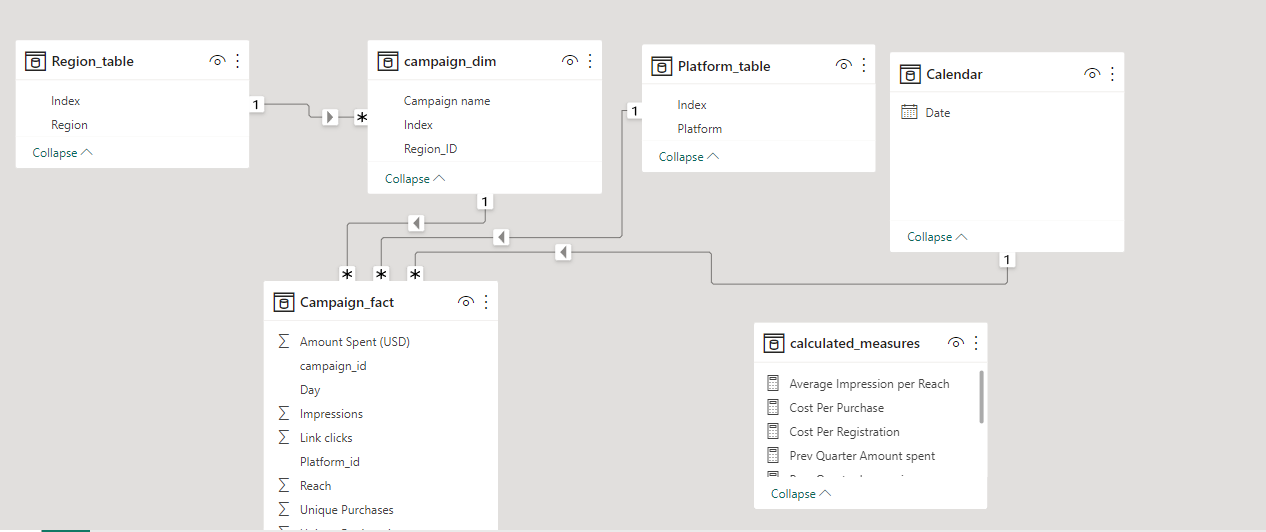 Region_table
Index
Region
Collapse
1
*
campaign_dim
Campaign name
Index
Region_ID
Collapse
1
Platform_table
Index
Platform
Collapse
1
Calendar
Date
Collapse
1
*
*
*
Campaign_fact
Amount Spent (USD)
campaign_id
Day
Impressions
Link clicks
Platform_id
Reach
Unique Purchases
calculated_measures
Average Impression per Reach
Cost Per Purchase
Cost Per Registration
Prev Quarter Amount spent
Collapse